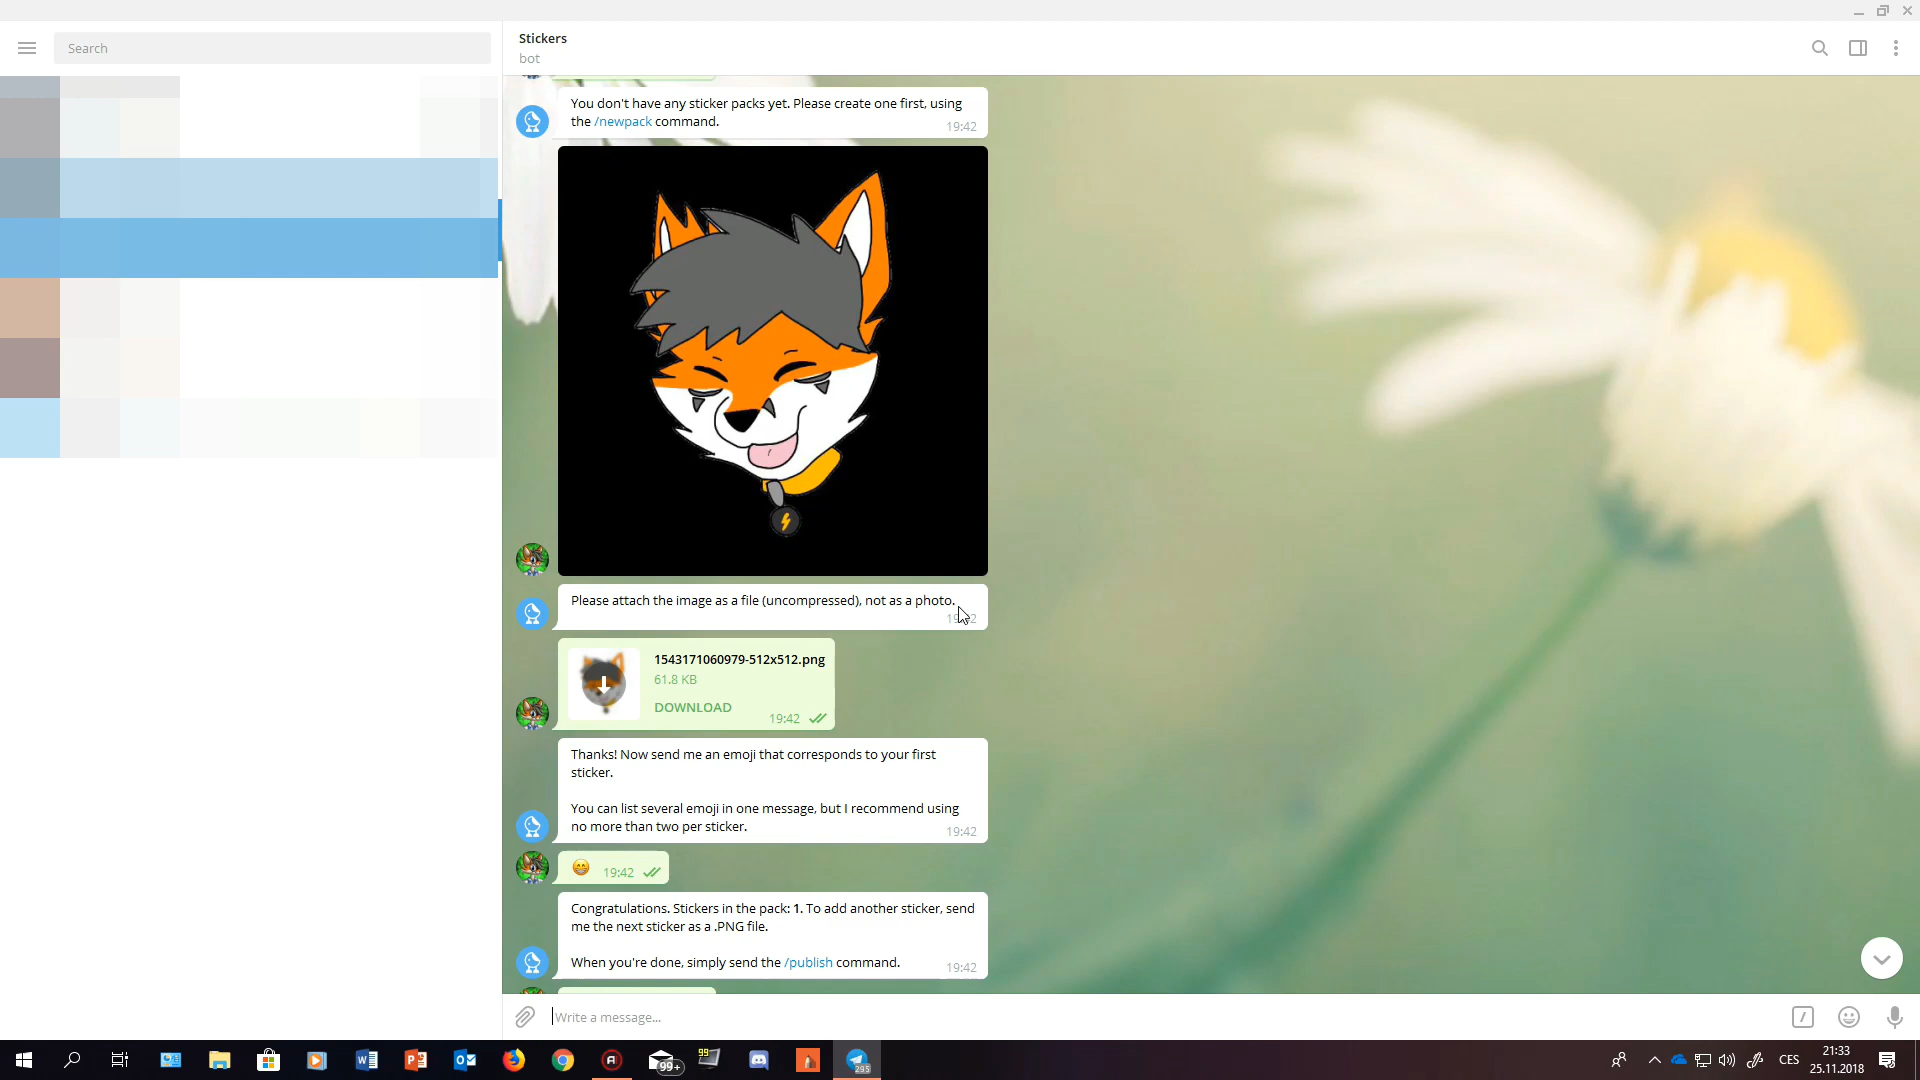 Search
Stickers
bot
You don't have any sticker packs yet. Please create one first, using
the /newpack command.
19:42
Please attach the image as a file (uncompressed), not as a photo.
1543171060979-512x512.png
61.8 KB
DOWNLOAD
19:42
Thanks! Now send me an emoji that corresponds to your first
sticker.
You can list several emoji in one message, but I recommend using
no more than two per sticker.
19:42
19:42
Congratulations. Stickers in the pack: 1. To add another sticker, send
me the next sticker as a .PNG file.
When you're done, simply send the /publish command.
19:42
Write a message...
99+
99
295
CES
21:33
25.11.2018